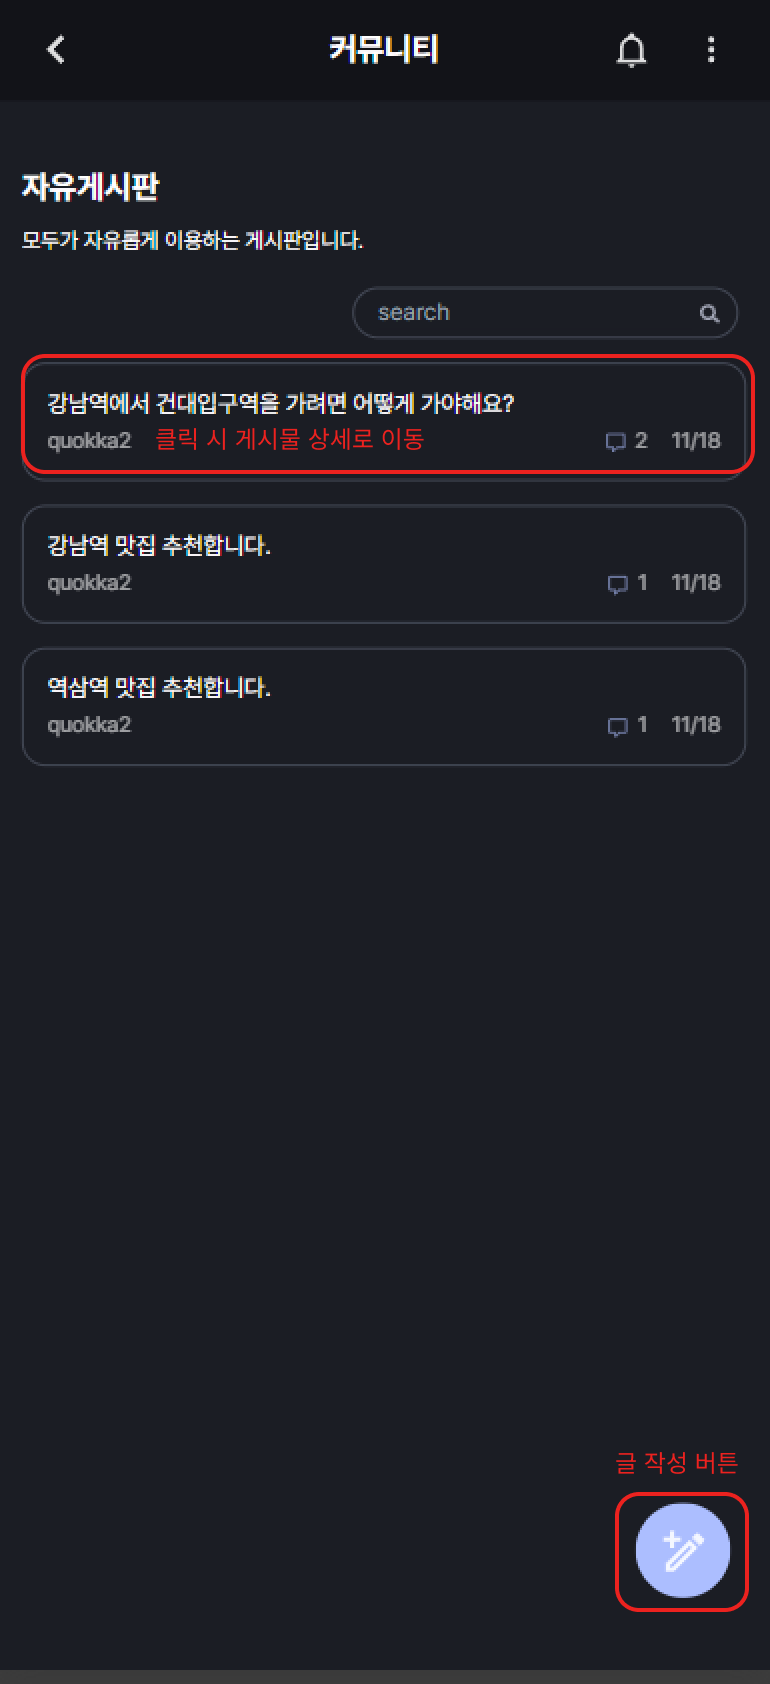 커뮤니티
자유게시판
모두가 자유롭게 이용하는 게시판입니다.
search
강남역에서 건대입구역을 가려면 어떻게 가야해요?
quokka2 클릭 시 게시물 상세로 이동 2 11/18
강남역 맛집 추천합니다.
quokka2 1 11/18
역삼역 맛집 추천합니다.
quokka2 1 11/18
글 작성 버튼